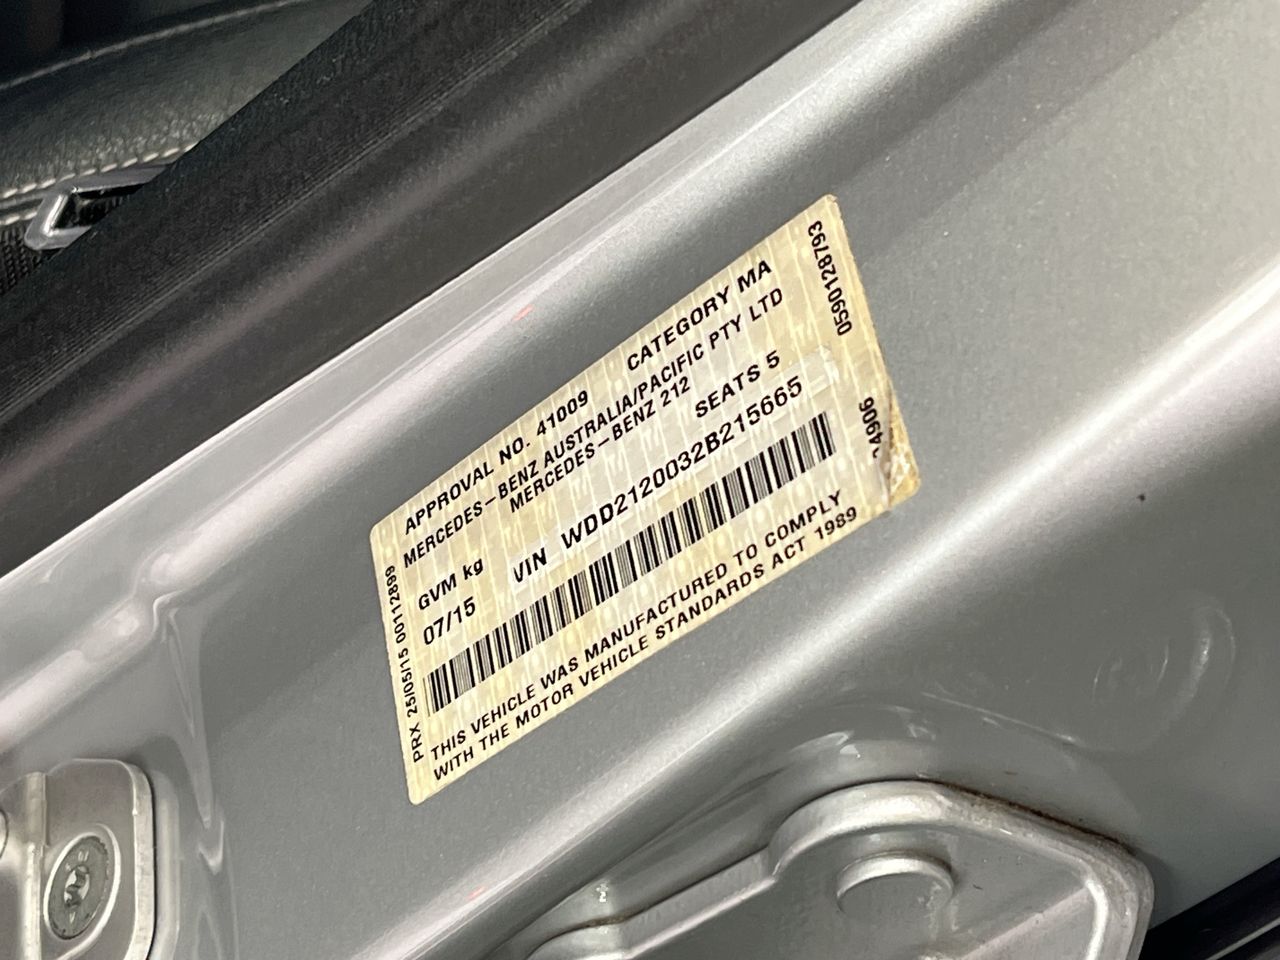 APPROVAL NO. 41009 CATEGORY MA
MERCEDES-BENZ AUSTRALIA/PACIFIC PTY LTD
MERCEDES-BENZ 212
GVM kg SEATS 5
07/15 VIN WDD2120032B215665
THIS VEHICLE WAS MANUFACTURED TO COMPLY
WITH THE MOTOR VEHICLE STANDARDS ACT 1989
PRX 25/05/15 00112899
0590128793